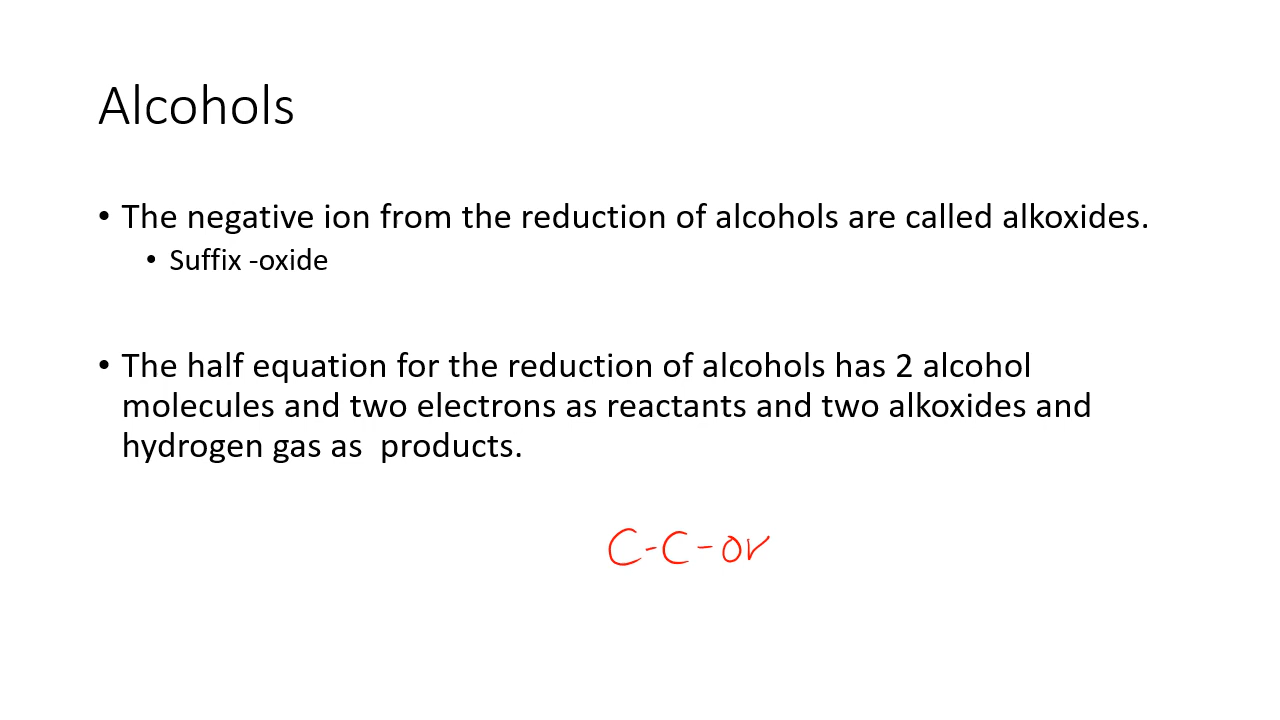 Alcohols
• The negative ion from the reduction of alcohols are called alkoxides.
• Suffix -oxide
• The half equation for the reduction of alcohols has 2 alcohol
molecules and two electrons as reactants and two alkoxides and
hydrogen gas as  products.
C-C-or